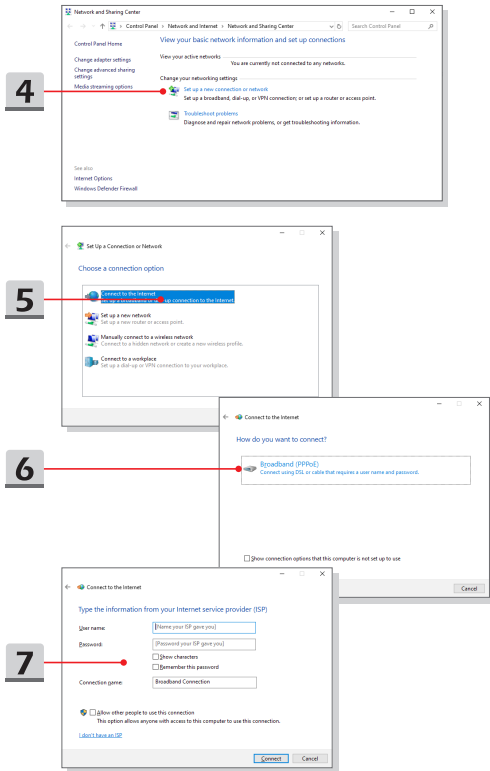 Network and Sharing Center
Control Panel > Network and Internet > Network and Sharing Center
Search Control Panel
Control Panel Home
View your basic network information and set up connections
Change adapter settings
View your active networks
You are currently not connected to any networks.
Change advanced sharing
settings
Change your networking settings
Media streaming options
4
Set up a new connection or network
Set up a broadband, dial-up, or VPN connection; or set up a router or access point.
Troubleshoot problems
Diagnose and repair network problems, or get troubleshooting information.
See also
Internet Options
Windows Defender Firewall
Set Up a Connection or Network
Choose a connection option
5
Connect to the Internet
Set up a broadband or dial-up connection to the Internet.
Set up a new network
Set up a new router or access point.
Manually connect to a wireless network
Connect to a hidden network or create a new wireless profile.
Connect to a workplace
Set up a dial-up or VPN connection to your workplace.
Connect to the Internet
How do you want to connect?
6
Broadband (PPPoE)
Connect using DSL or cable that requires a user name and password.
Show connection options that this computer is not set up to use
Cancel
Connect to the Internet
Type the information from your Internet service provider (ISP)
User name:
[Name your ISP gave you]
Password:
[Password your ISP gave you]
Show characters
Remember this password
7
Connection name:
Broadband Connection
Allow other people to use this connection
This option allows anyone with access to this computer to use this connection.
I don't have an ISP
Connect
Cancel